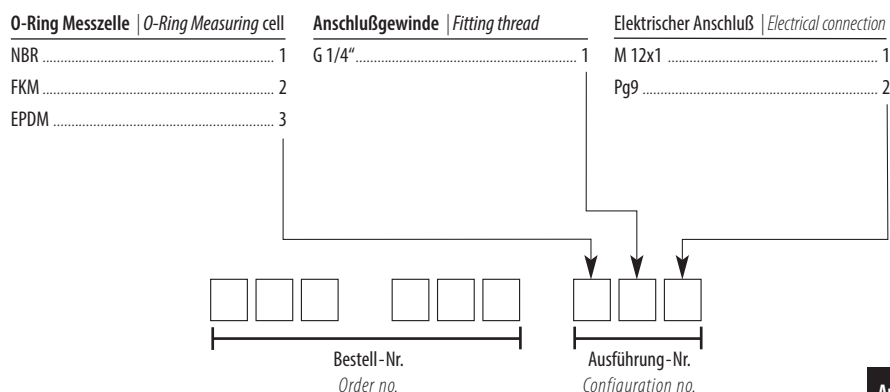 O-Ring Messzelle | O-Ring Measuring cell
NBR ........ 1
FKM ........ 2
EPDM ........ 3
Anschlußgewinde | Fitting thread
G 1/4“........ 1
Elektrischer Anschluß | Electrical connection
M 12x1 ........ 1
Pg9 ........ 2
Bestell-Nr.
Order no.
Ausführung-Nr.
Configuration no.